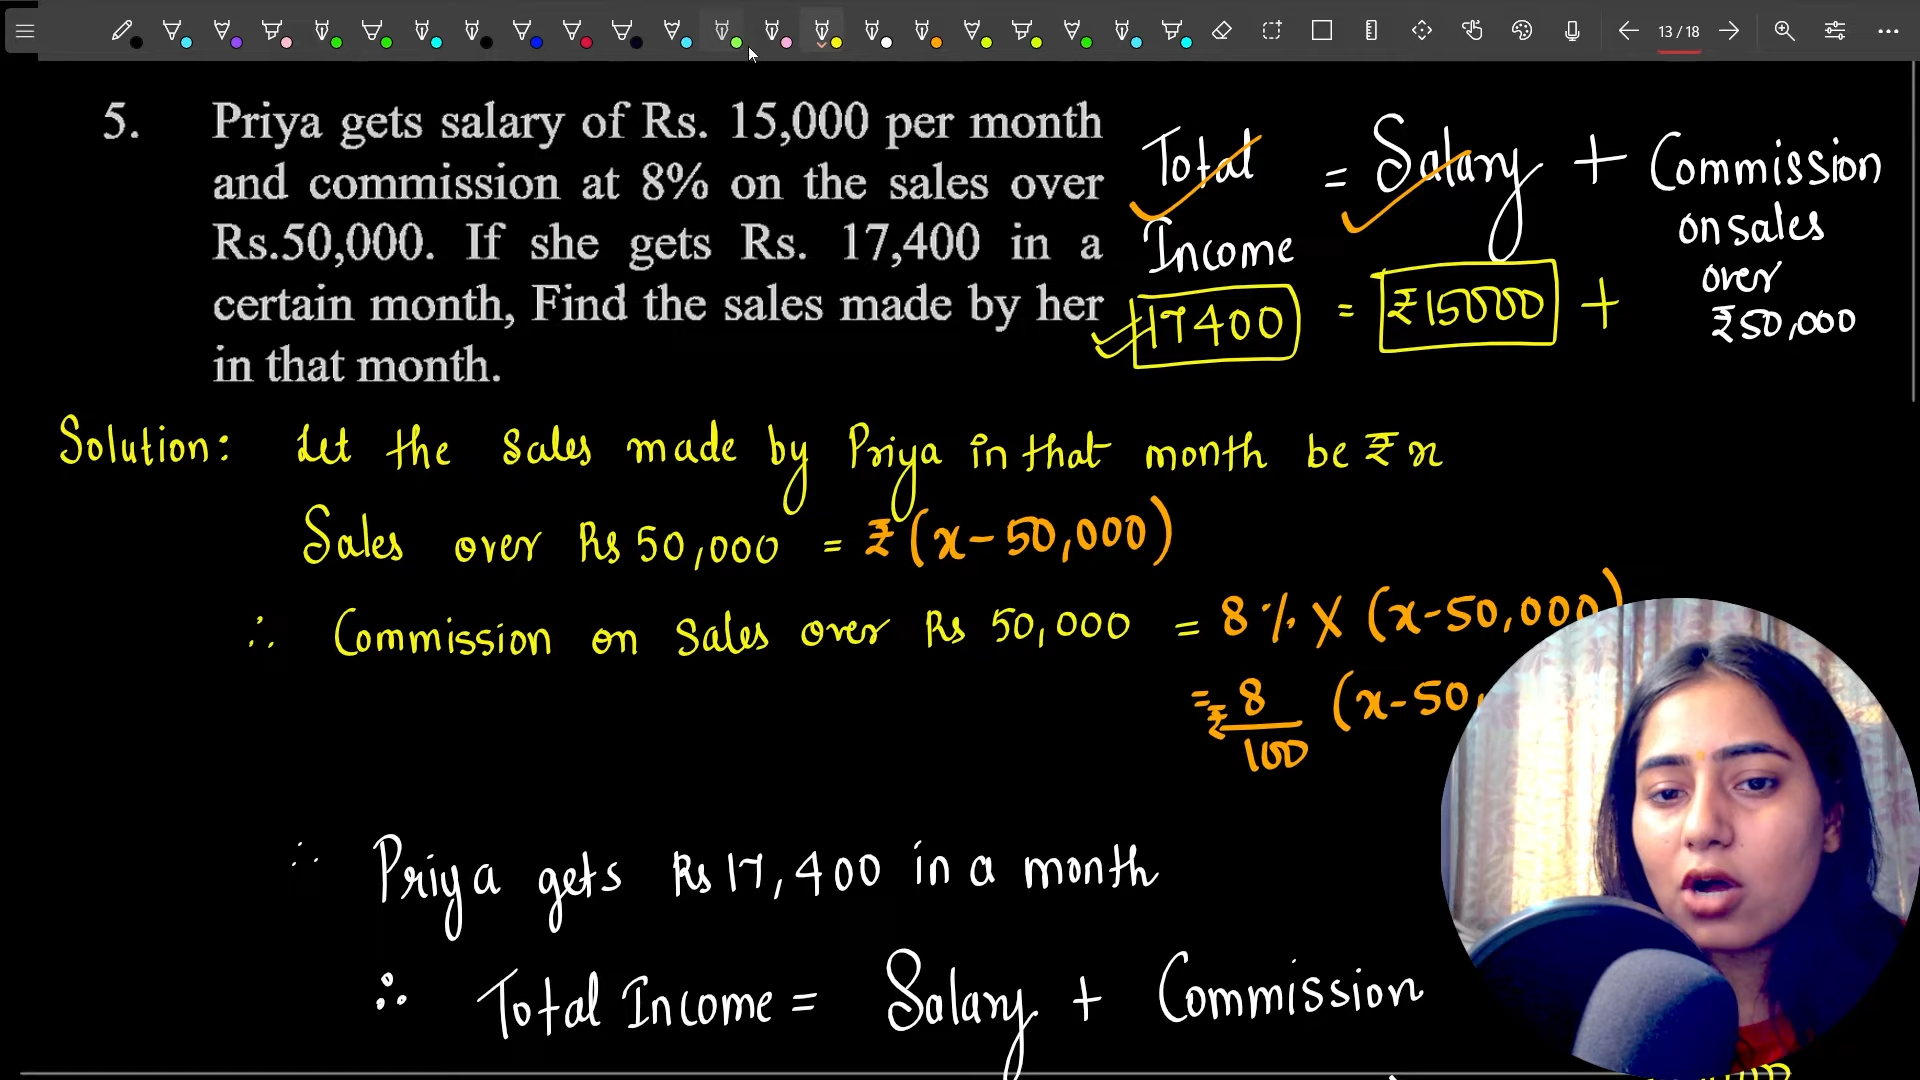 13 / 18
5. Priya gets salary of Rs. 15,000 per month
and commission at 8% on the sales over
Rs.50,000. If she gets Rs. 17,400 in a
certain month, Find the sales made by her
in that month.
Total = Salary + Commission
Income on sales
over
₹50,000
17400 = ₹15000 +
Solution: Let the sales made by Priya in that month be ₹ x
Sales over Rs 50,000 = ₹ (x-50,000)
∴ Commission on sales over Rs 50,000 = 8% X (x-50,000)
= ₹ 8/100 (x-50,
∵ Priya gets Rs 17,400 in a month
∴ Total Income = Salary + Commission